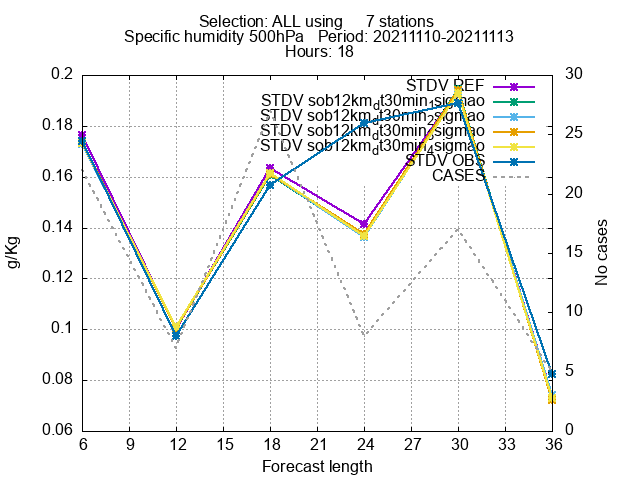 Selection: ALL using 7 stations
Specific humidity 500hPa Period: 20211110-20211113
Hours: 18
STDV REF
STDV sob12km_dt30min_1sigmao
STDV sob12km_dt30min_2sigmao
STDV sob12km_dt30min_3sigmao
STDV sob12km_dt30min_4sigmao
STDV OBS
CASES
0.2
0.18
0.16
0.14
0.12
0.1
0.08
0.06
g/Kg
30
25
20
15
10
5
0
No cases
6 9 12 15 18 21 24 27 30 33 36
Forecast length